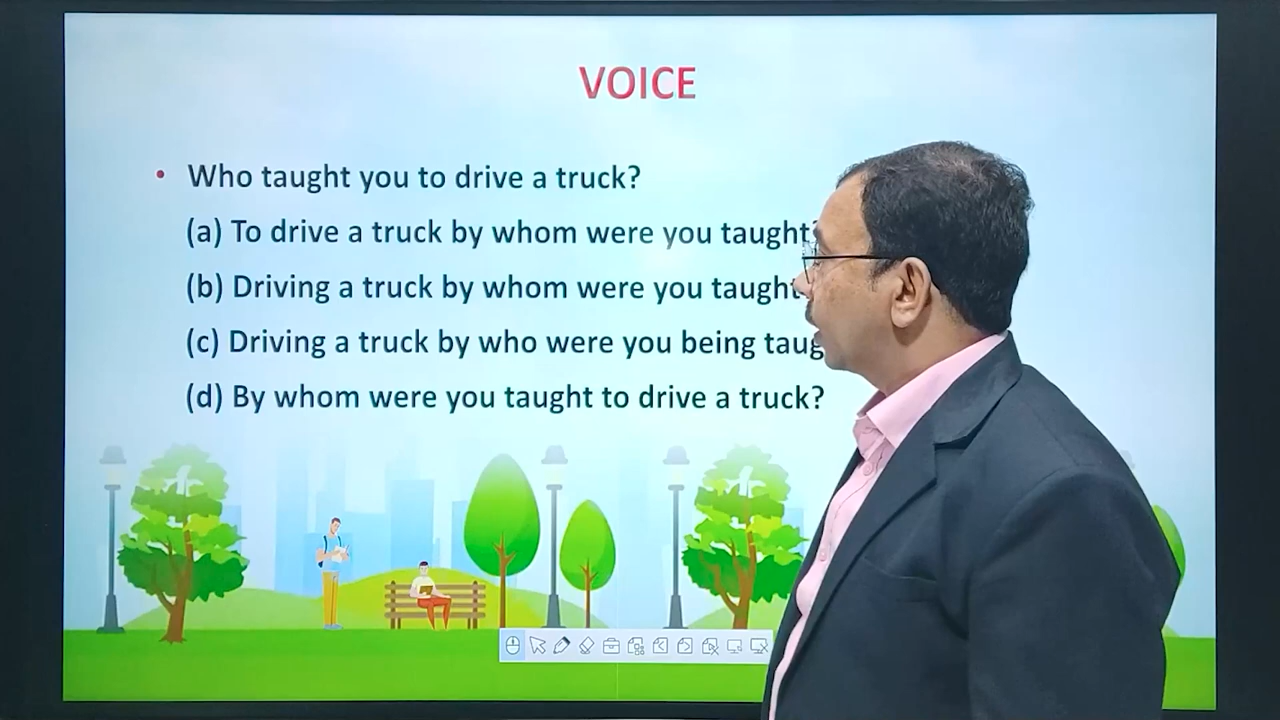 VOICE
• Who taught you to drive a truck?
(a) To drive a truck by whom were you taught?
(b) Driving a truck by whom were you taught
(c) Driving a truck by who were you being
(d) By whom were you taught to drive a truck?